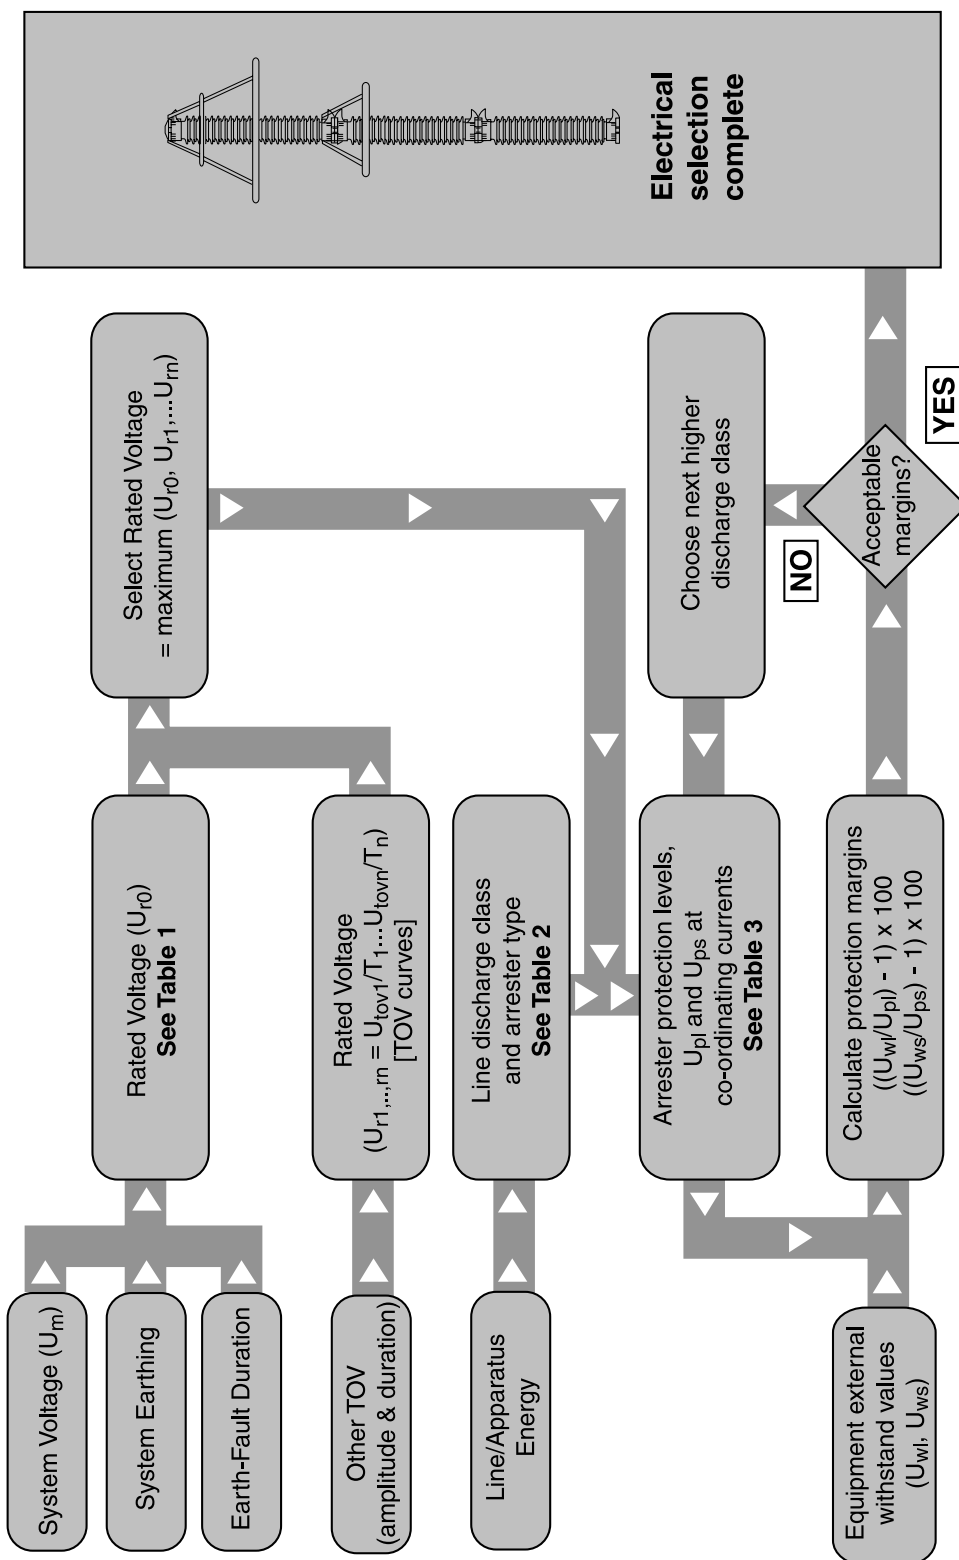 System Voltage (Um)
System Earthing
Earth-Fault Duration
Rated Voltage (Ur0)
See Table 1
Select Rated Voltage
= maximum (Ur0, Ur1,...Urn)
Other TOV
(amplitude & duration)
Rated Voltage
(Ur1,..,rn = Utov1/T1...Utovn/Tn)
[TOV curves]
Line/Apparatus
Energy
Line discharge class
and arrester type
See Table 2
Arrester protection levels,
Upl and Ups at
co-ordinating currents
See Table 3
Choose next higher
discharge class
Equipment external
withstand values
(Uwl, Uws)
Calculate protection margins
((Uwl/Upl) - 1) x 100
((Uws/Ups) - 1) x 100
NO
Acceptable
margins?
YES
Electrical
selection
complete